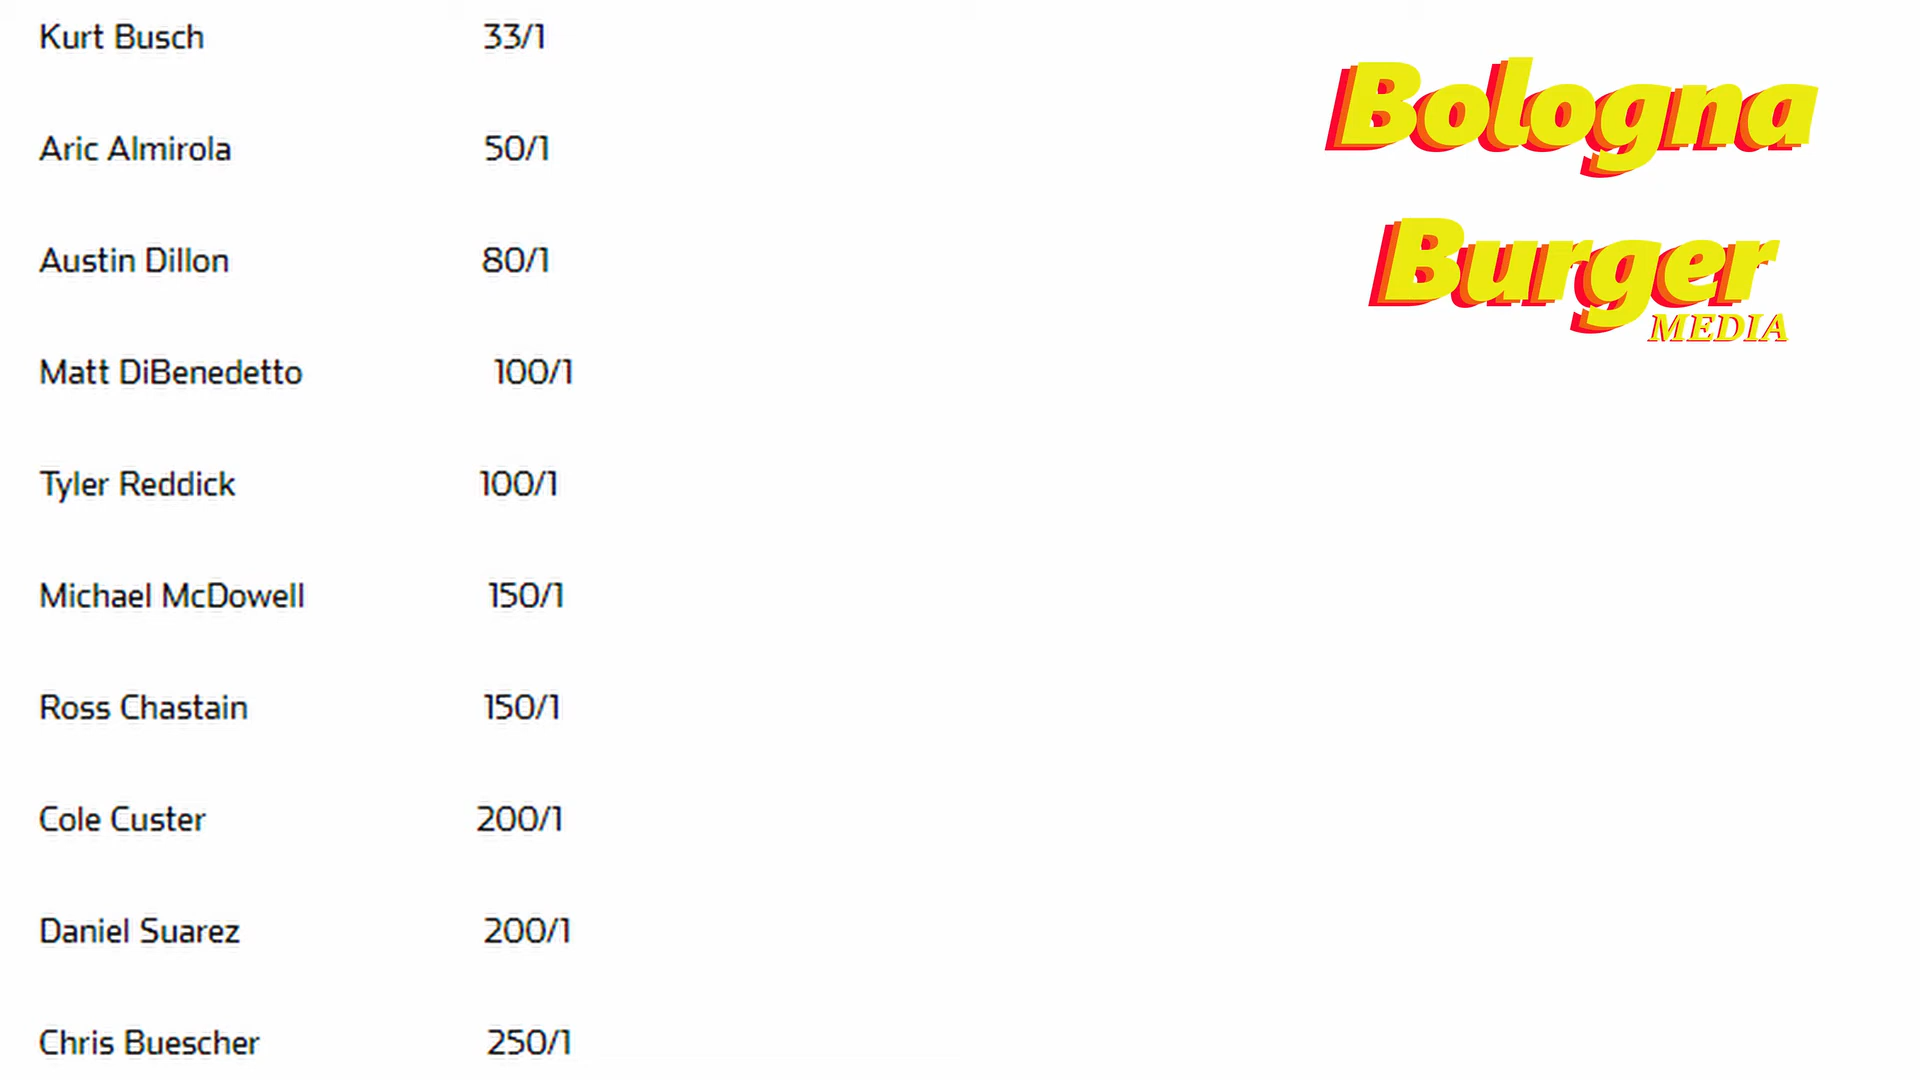 Kurt Busch 33/1
Aric Almirola 50/1
Austin Dillon 80/1
Matt DiBenedetto 100/1
Tyler Reddick 100/1
Michael McDowell 150/1
Ross Chastain 150/1
Cole Custer 200/1
Daniel Suarez 200/1
Chris Buescher 250/1
Bologna
Burger
MEDIA